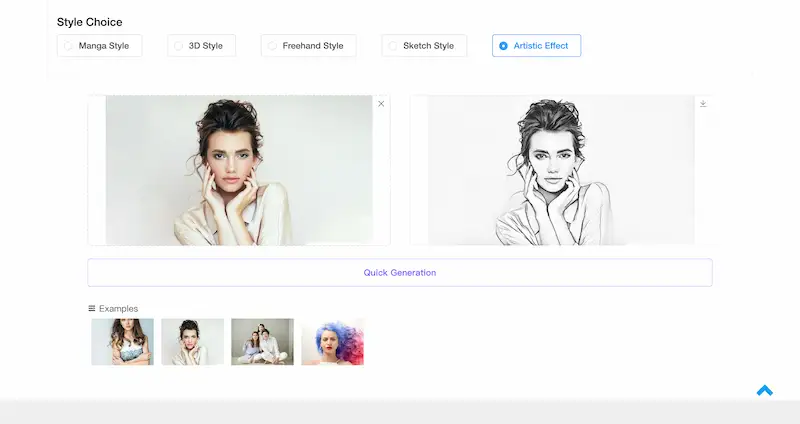 Style Choice
Manga Style
3D Style
Freehand Style
Sketch Style
Artistic Effect
Quick Generation
Examples